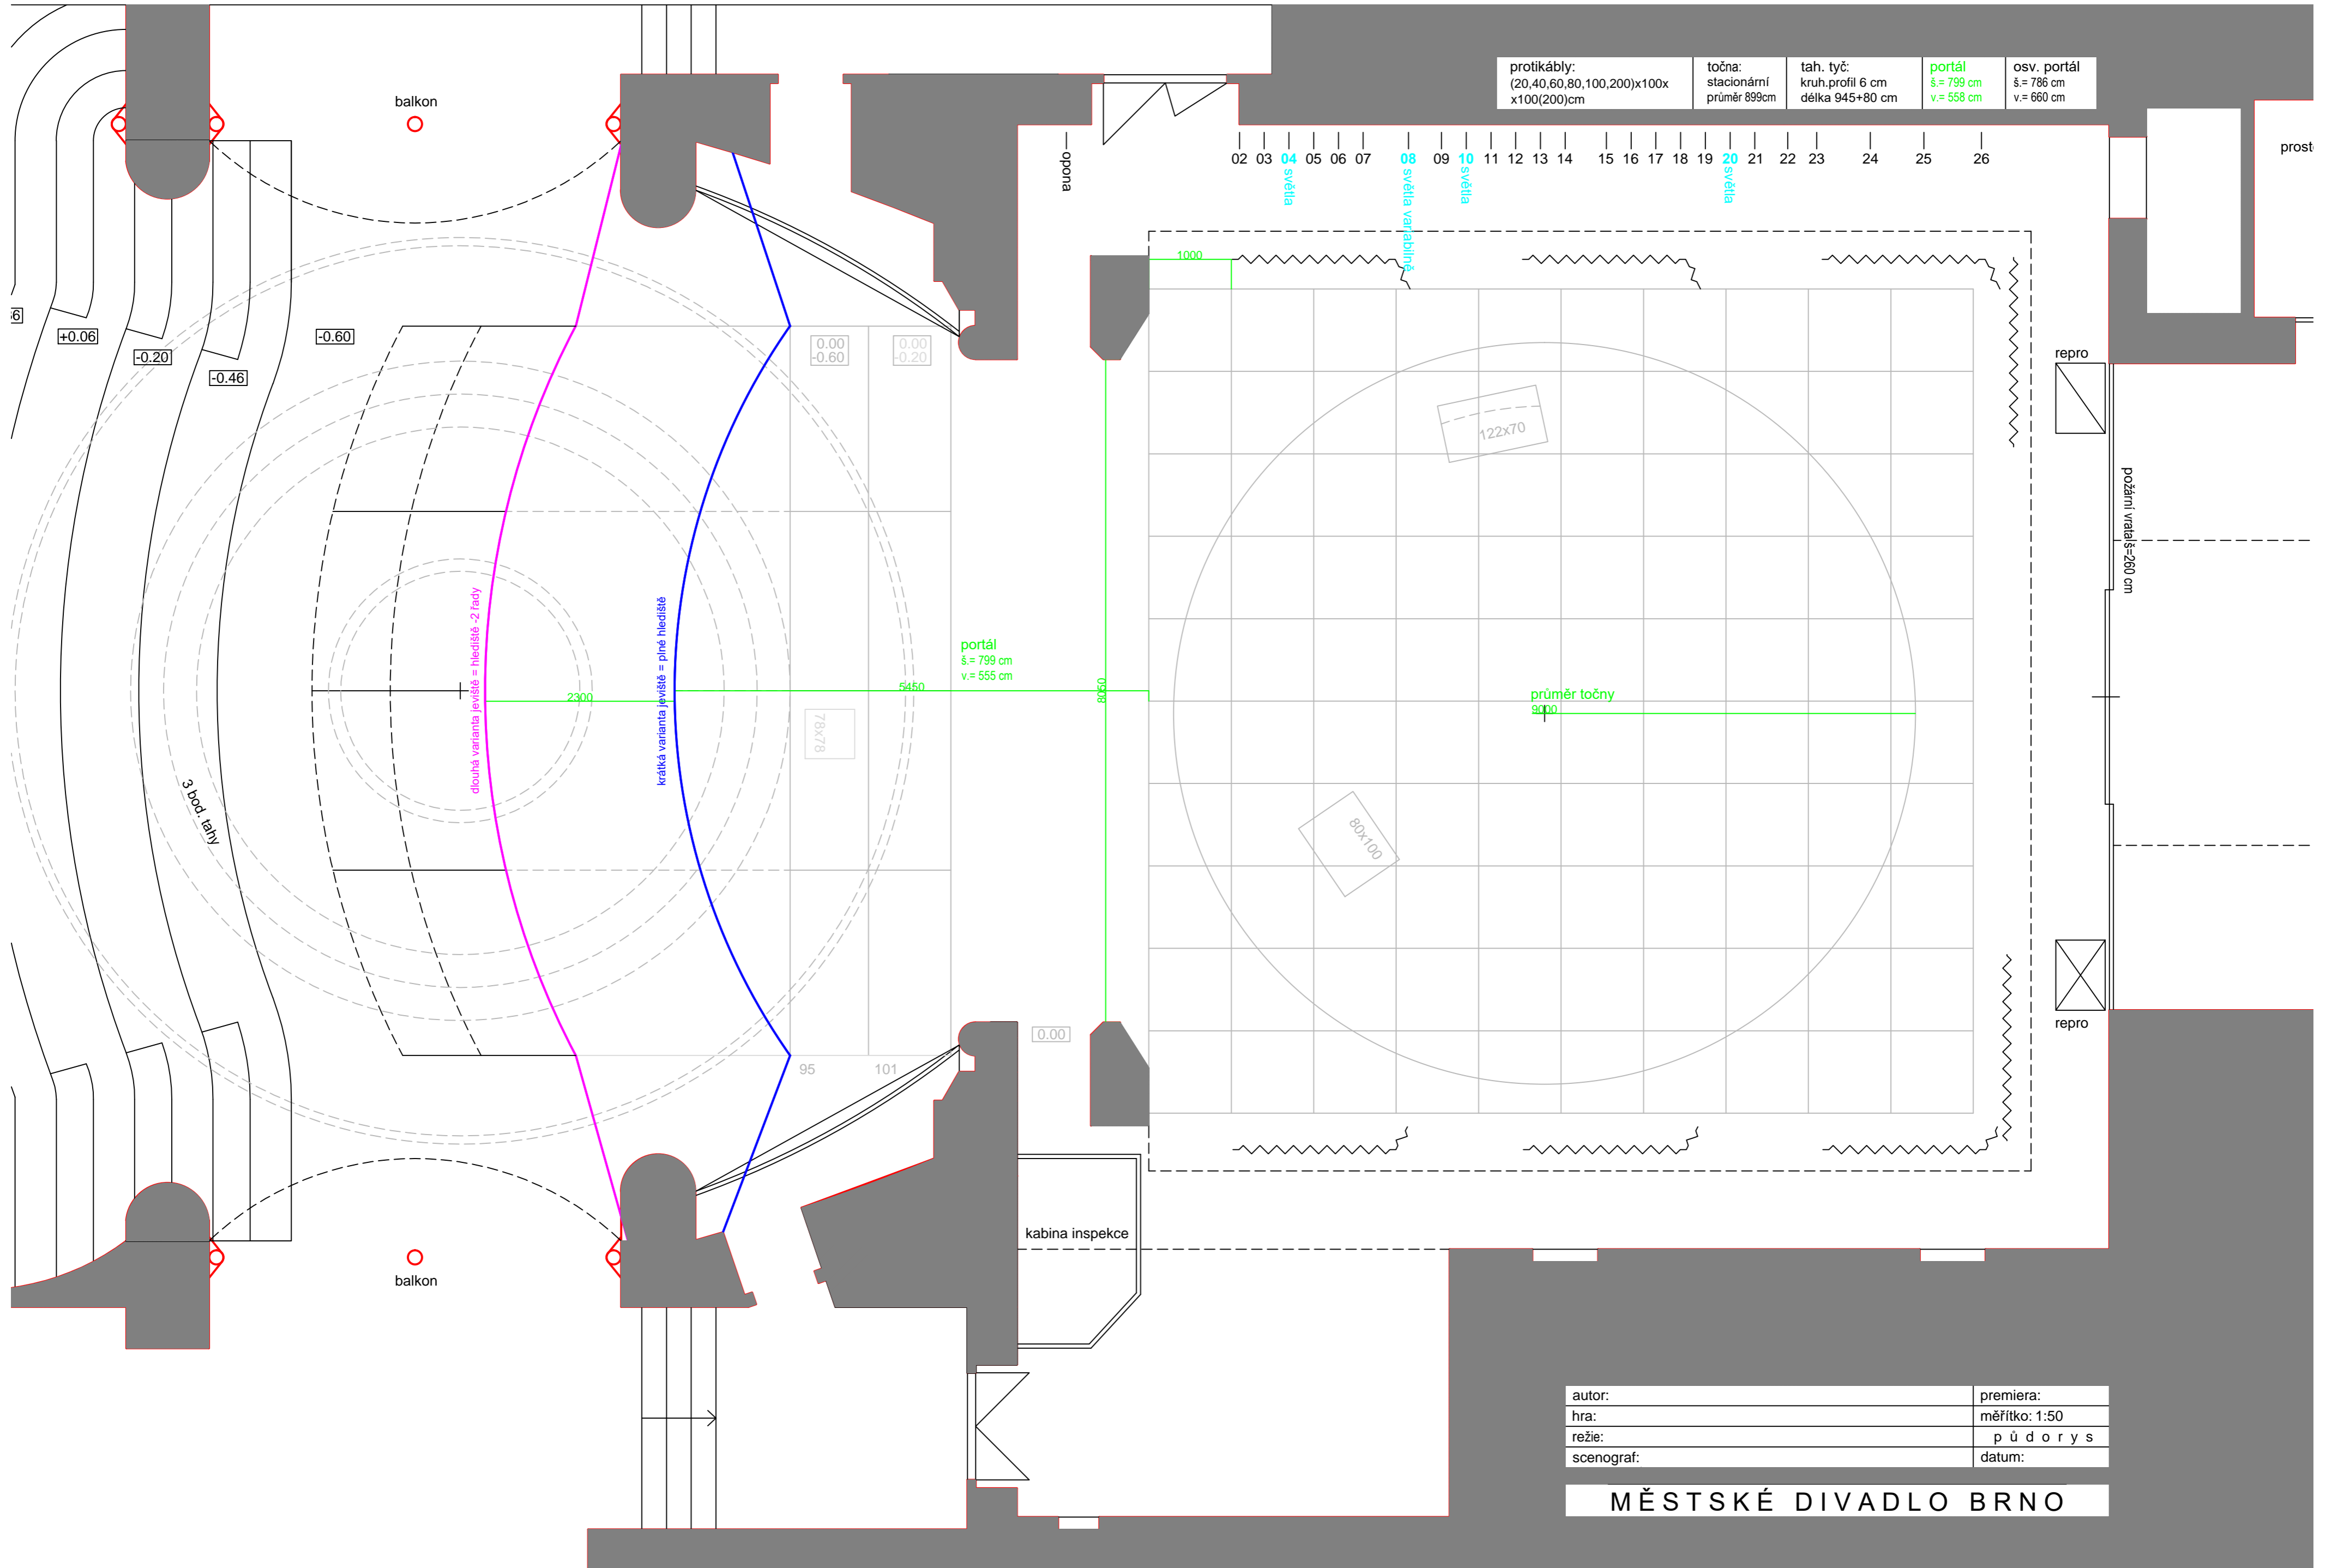 protikábly:
(20,40,60,80,100,200)x100x
x100(200)cm
točna:
stacionární
průměr 899cm
tah. tyč:
kruh.profil 6 cm
délka 945+80 cm
portál
š.= 799 cm
v.= 558 cm
osv. portál
š.= 786 cm
v.= 660 cm
balkon
opona
02 03 04 05 06 07 08 09 10 11 12 13 14 15 16 17 18 19 20 21 22 23 24 25 26
světla
světla variabilně
světla
světla
1000
+0.06
-0.20
-0.46
-0.60
0.00
-0.60
0.00
-0.20
repro
122x70
požární vrata š=260 cm
dlouhá varianta jeviště = hlediště -2 řady
krátká varianta jeviště = plné hlediště
portál
š.= 799 cm
v.= 555 cm
2300
5450
8050
průměr točny
9000
78x78
3 bod. tahy
80x100
0.00
repro
95
101
kabina inspekce
balkon
autor:
premiera:
hra:
měřítko: 1:50
režie:
půdorys
scenograf:
datum:
MĚSTSKÉ DIVADLO BRNO